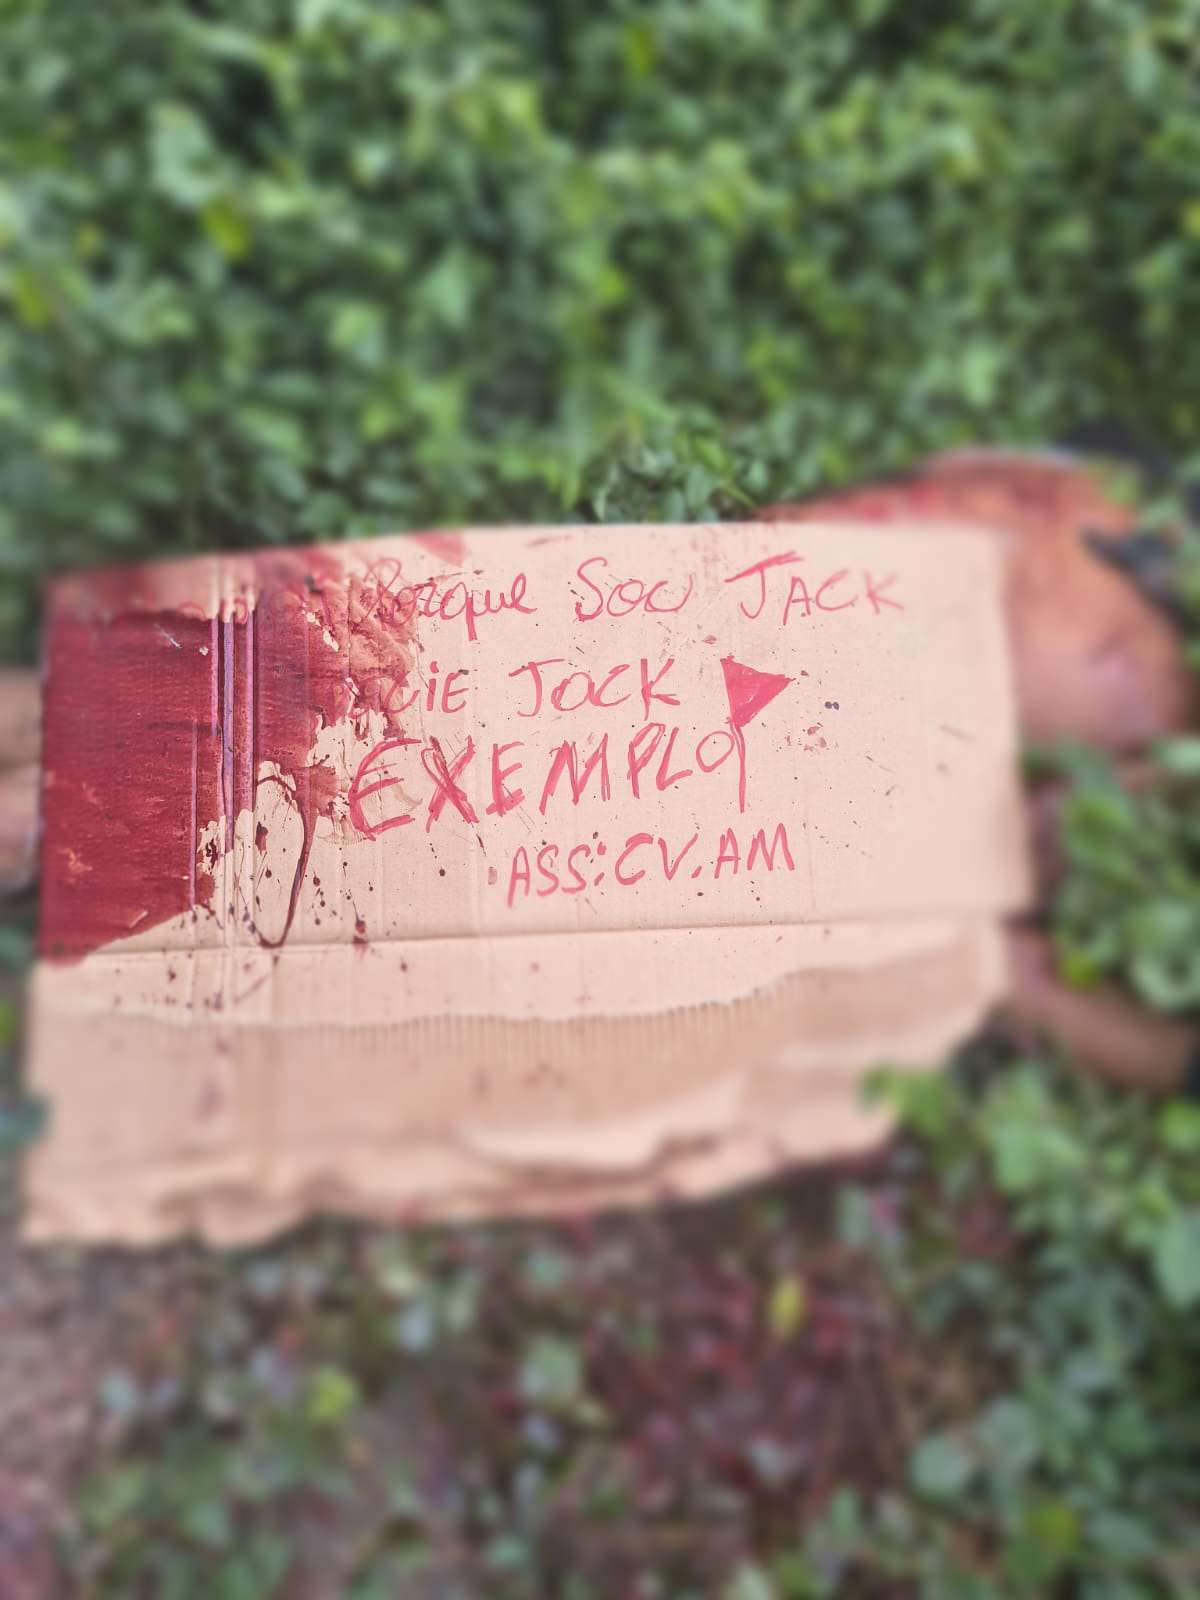 Porque Sou JACK
JOCK
EXEMPLO
ASS:CV.AM